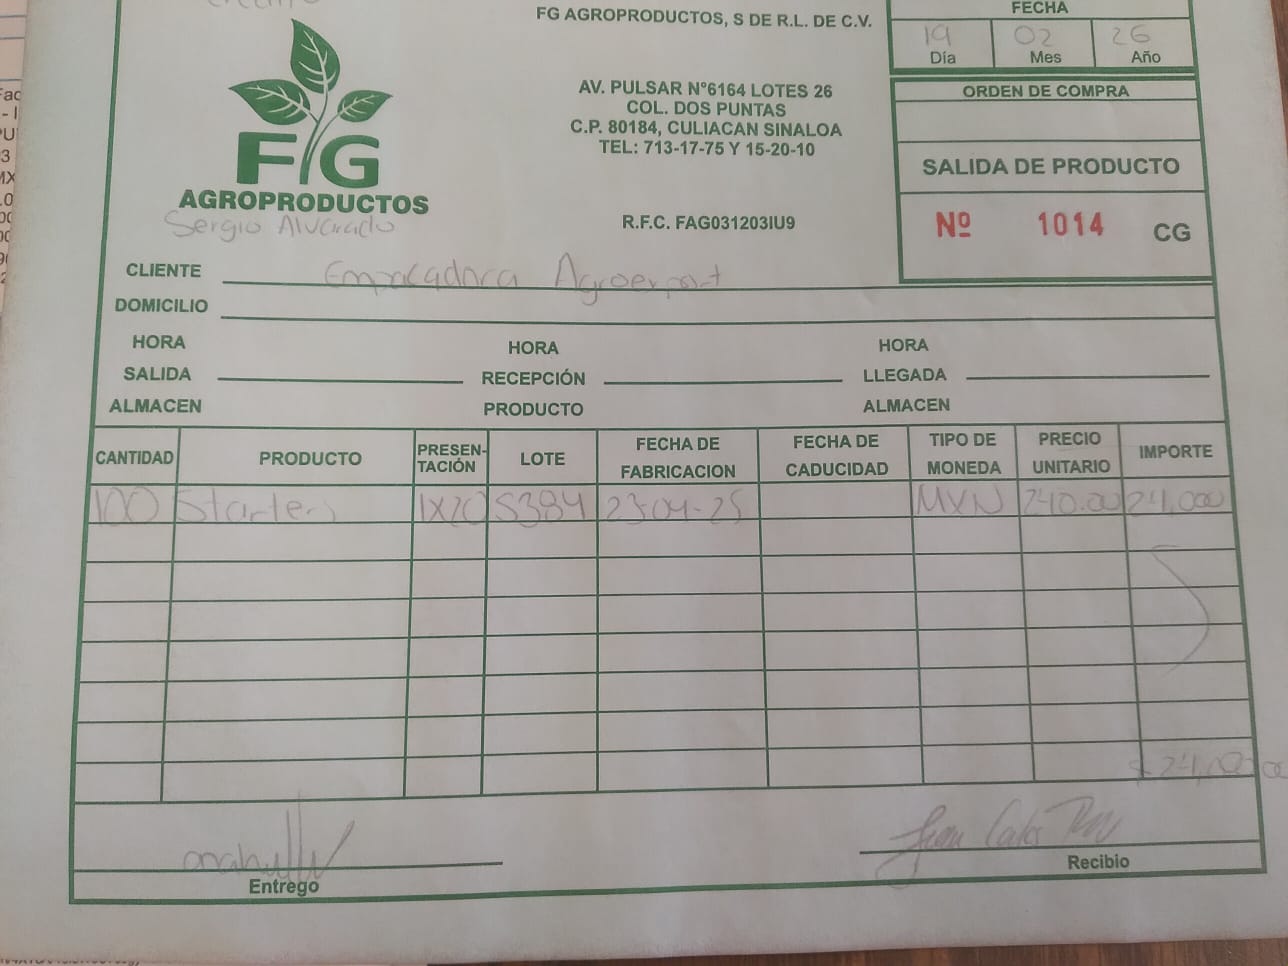 FG AGROPRODUCTOS, S DE R.L. DE C.V.
FECHA
19 02 26
Día Mes Año
AV. PULSAR N°6164 LOTES 26
COL. DOS PUNTAS
C.P. 80184, CULIACAN SINALOA
TEL: 713-17-75 Y 15-20-10
ORDEN DE COMPRA
FG
AGROPRODUCTOS
SALIDA DE PRODUCTO
Sergio Alvarado
R.F.C. FAG031203IU9
Nº 1014 CG
CLIENTE Empacadora Agroexport
DOMICILIO
HORA SALIDA ALMACEN
HORA RECEPCIÓN PRODUCTO
HORA LLEGADA ALMACEN
CANTIDAD PRODUCTO PRESEN-TACIÓN LOTE FECHA DE FABRICACION FECHA DE CADUCIDAD TIPO DE MONEDA PRECIO UNITARIO IMPORTE
100 Starter 1X20 S384 23-04-25 MXN 240.00 24,000
$24,000.00
Entrego
Juan Carlos
Recibio